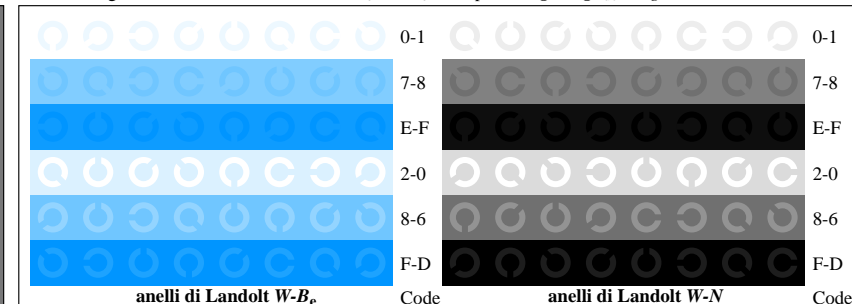 0-1 0-1
7-8 7-8
E-F E-F
2-0 2-0
8-6 8-6
F-D F-D
anelli di Landolt W-Be Code anelli di Landolt W-N Code